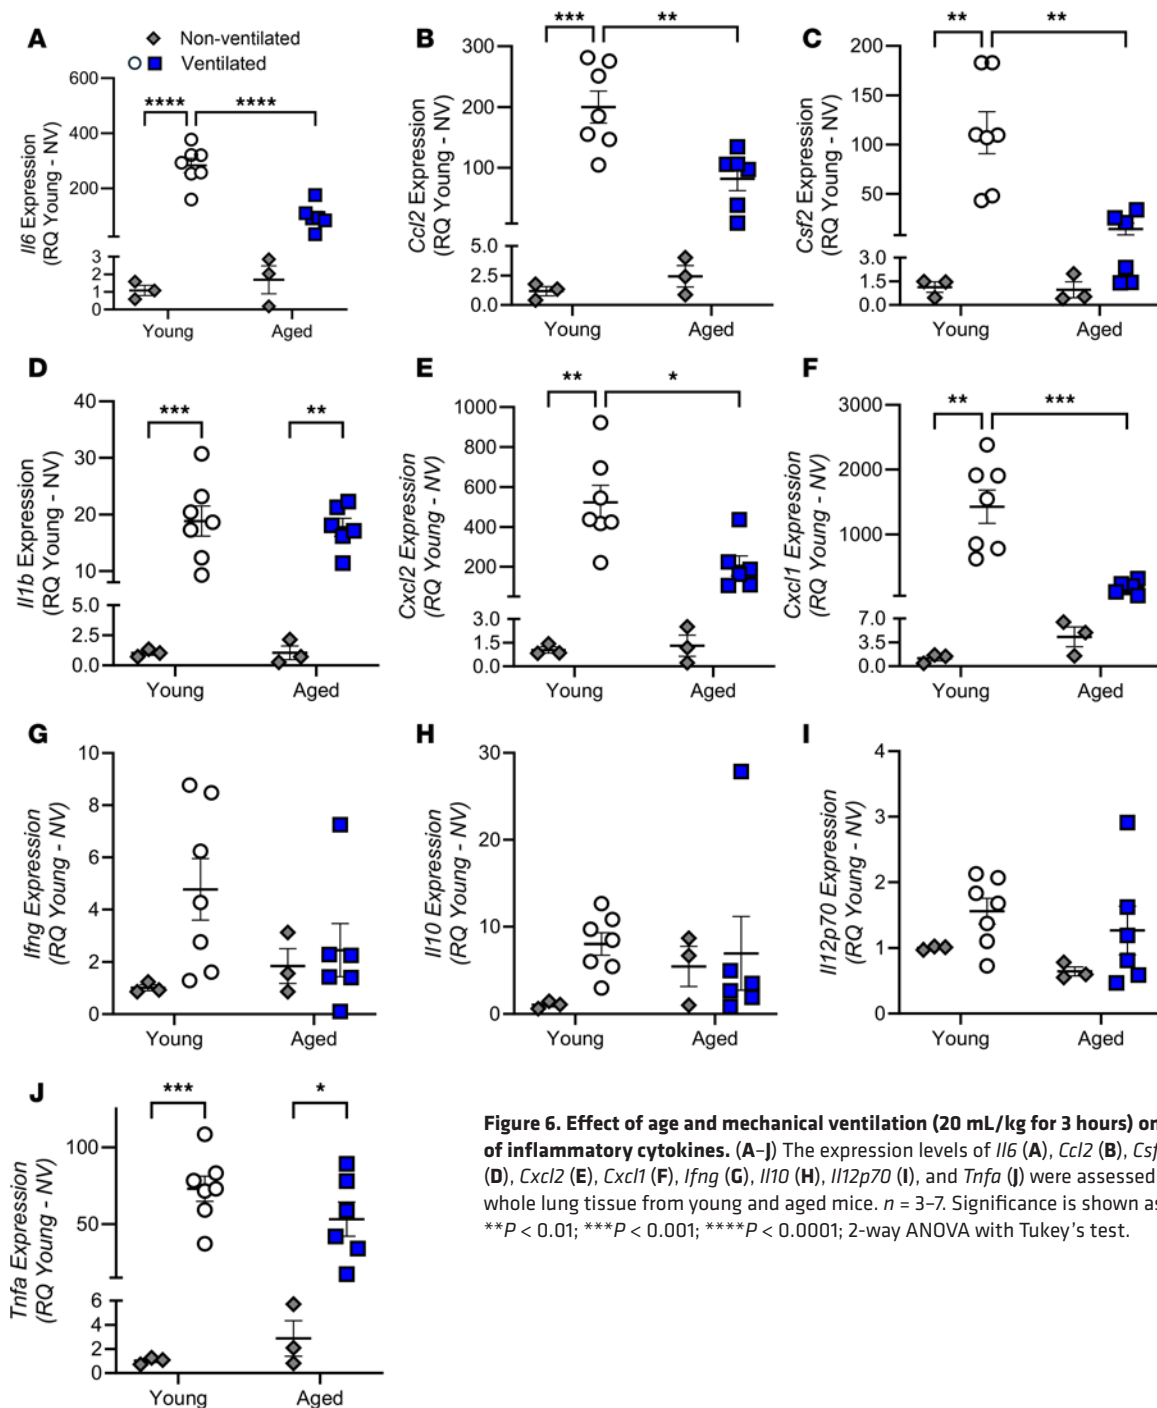 A
Non-ventilated
Ventilated
Il6 Expression
(RQ Young - NV)
600
400
200
3
2
1
0
****
****
Young
Aged
B
Ccl2 Expression
(RQ Young - NV)
300
200
100
5.0
2.5
0.0
***
**
Young
Aged
C
Csf2 Expression
(RQ Young - NV)
200
150
100
50
3.0
1.5
0.0
**
**
Young
Aged
D
Il1b Expression
(RQ Young - NV)
40
30
20
10
5.0
2.5
0.0
***
**
Young
Aged
E
Cxcl2 Expression
(RQ Young - NV)
1000
800
600
400
200
3.0
1.5
0.0
**
*
Young
Aged
F
Cxcl1 Expression
(RQ Young - NV)
3000
2000
1000
7.0
3.5
0.0
**
***
Young
Aged
G
Ifng Expression
(RQ Young - NV)
10
8
6
4
2
0
Young
Aged
H
Il10 Expression
(RQ Young - NV)
30
20
10
0
Young
Aged
I
Il12p70 Expression
(RQ Young - NV)
4
3
2
1
0
Young
Aged
J
Tnfa Expression
(RQ Young - NV)
100
50
6
4
2
0
***
*
Young
Aged
Figure 6. Effect of age and mechanical ventilation (20 mL/kg for 3 hours) on
of inflammatory cytokines. (A–J) The expression levels of Il6 (A), Ccl2 (B), Csf
(D), Cxcl2 (E), Cxcl1 (F), Ifng (G), Il10 (H), Il12p70 (I), and Tnfa (J) were assessed
whole lung tissue from young and aged mice. n = 3–7. Significance is shown as
**P < 0.01; ***P < 0.001; ****P < 0.0001; 2-way ANOVA with Tukey's test.